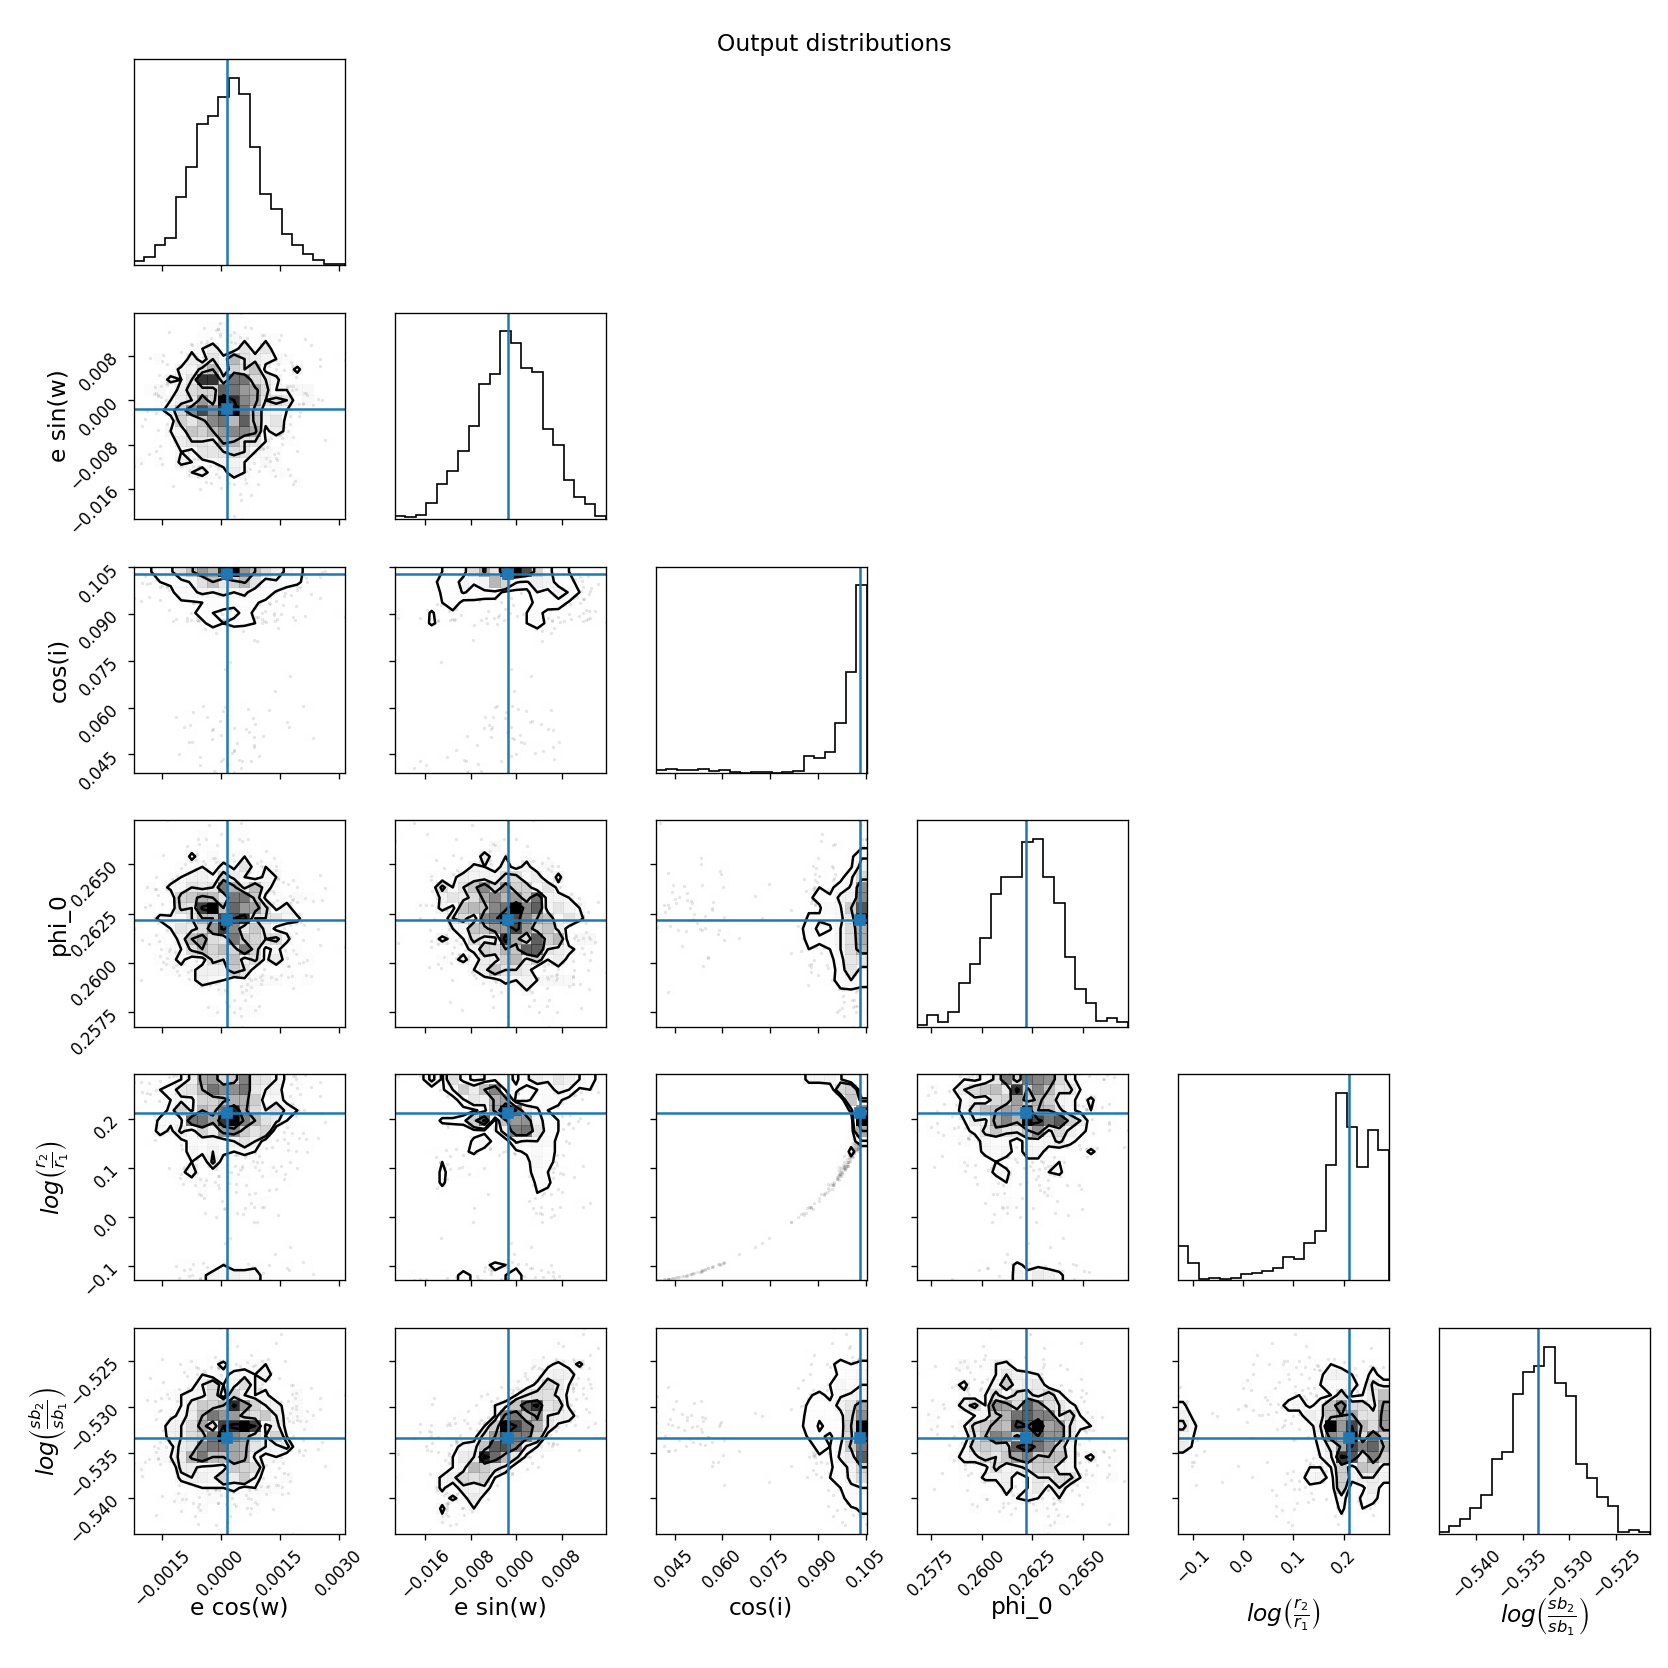 Output distributions
e sin(w)
0.008
0.000
−0.008
−0.016
cos(i)
0.105
0.090
0.075
0.060
0.045
phi_0
0.2650
0.2625
0.2600
0.2575
log(r₂/r₁)
0.2
0.1
0.0
−0.1
log(sb₂/sb₁)
−0.525
−0.530
−0.535
−0.540
−0.0015 0.0000 0.0015 0.0030
e cos(w)
−0.016 −0.008 0.000 0.008
e sin(w)
0.045 0.060 0.075 0.090 0.105
cos(i)
0.2575 0.2600 0.2625 0.2650
phi_0
−0.1 0.0 0.1 0.2
log(r₂/r₁)
−0.540 −0.535 −0.530 −0.525
log(sb₂/sb₁)